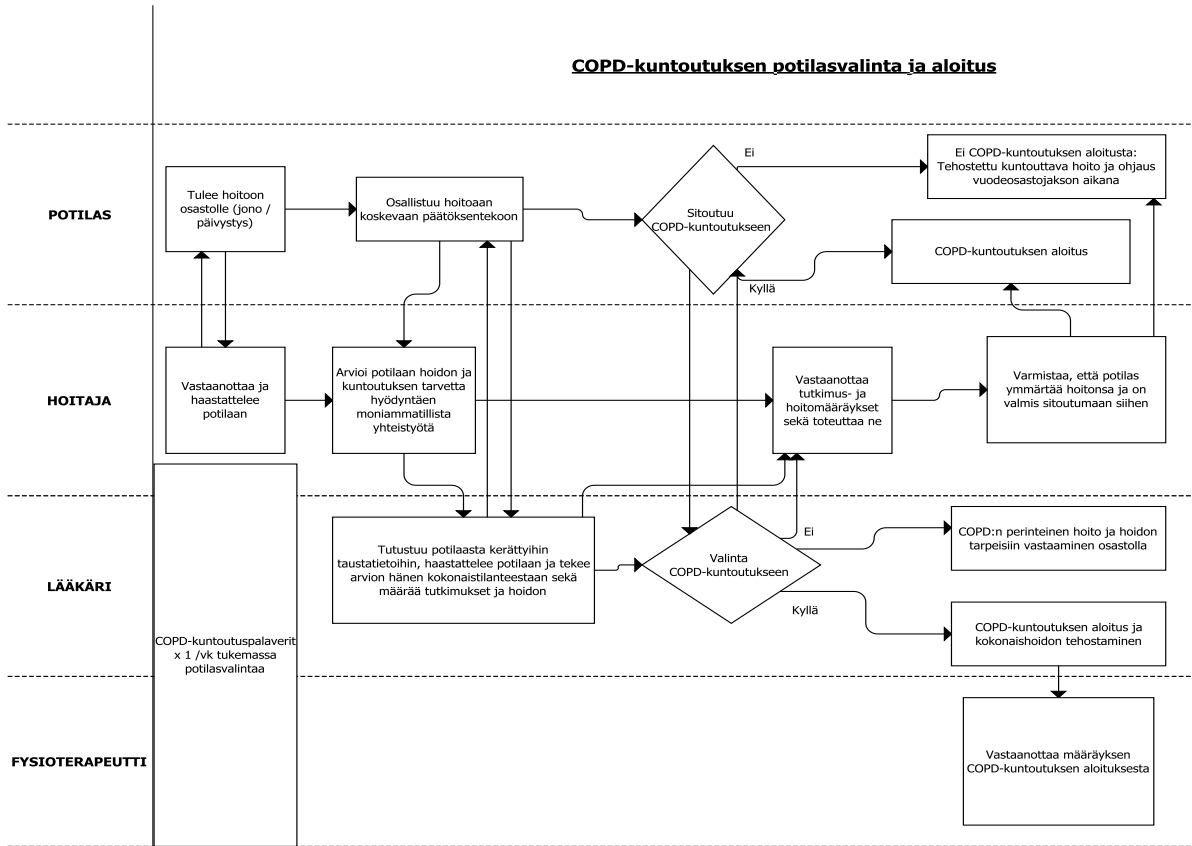 COPD-kuntoutuksen potilasvalinta ja aloitus
POTILAS
Tulee hoitoon
osastolle (jono /
päivystys)
Osallistuu hoitoaan
koskevaan päätöksentekoon
Sitoutuu
COPD-kuntoutukseen
Ei
Kyllä
Ei COPD-kuntoutuksen aloitusta:
Tehostettu kuntouttava hoito ja ohjaus
vuodeosastojakson aikana
COPD-kuntoutuksen aloitus
HOITAJA
Vastaanottaa ja
haastattelee
potilaan
Arvioi potilaan hoidon ja
kuntoutuksen tarvetta
hyödyntäen
moniammatillista
yhteistyötä
Vastaanottaa
tutkimus- ja
hoitomääräykset
sekä toteuttaa ne
Varmistaa, että potilas
ymmärtää hoitonsa ja on
valmis sitoutumaan siihen
LÄÄKÄRI
COPD-kuntoutuspalaverit
x 1 /vk tukemassa
potilasvalintaa
Tutustuu potilaasta kerättyihin
taustatietoihin, haastattelee potilaan ja tekee
arvion hänen kokonaistilanteestaan sekä
määrää tutkimukset ja hoidon
Valinta
COPD-kuntoutukseen
Ei
Kyllä
COPD:n perinteinen hoito ja hoidon
tarpeisiin vastaaminen osastolla
COPD-kuntoutuksen aloitus ja
kokonaishoidon tehostaminen
FYSIOTERAPEUTTI
Vastaanottaa määräyksen
COPD-kuntoutuksen aloituksesta